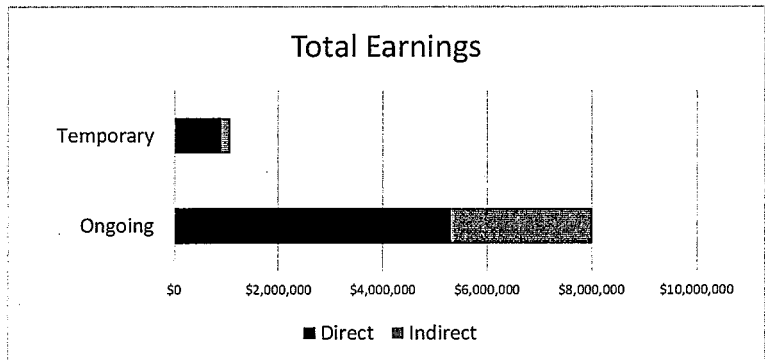 Total Earnings
Temporary
Ongoing
$0 $2,000,000 $4,000,000 $6,000,000 $8,000,000 $10,000,000
Direct Indirect